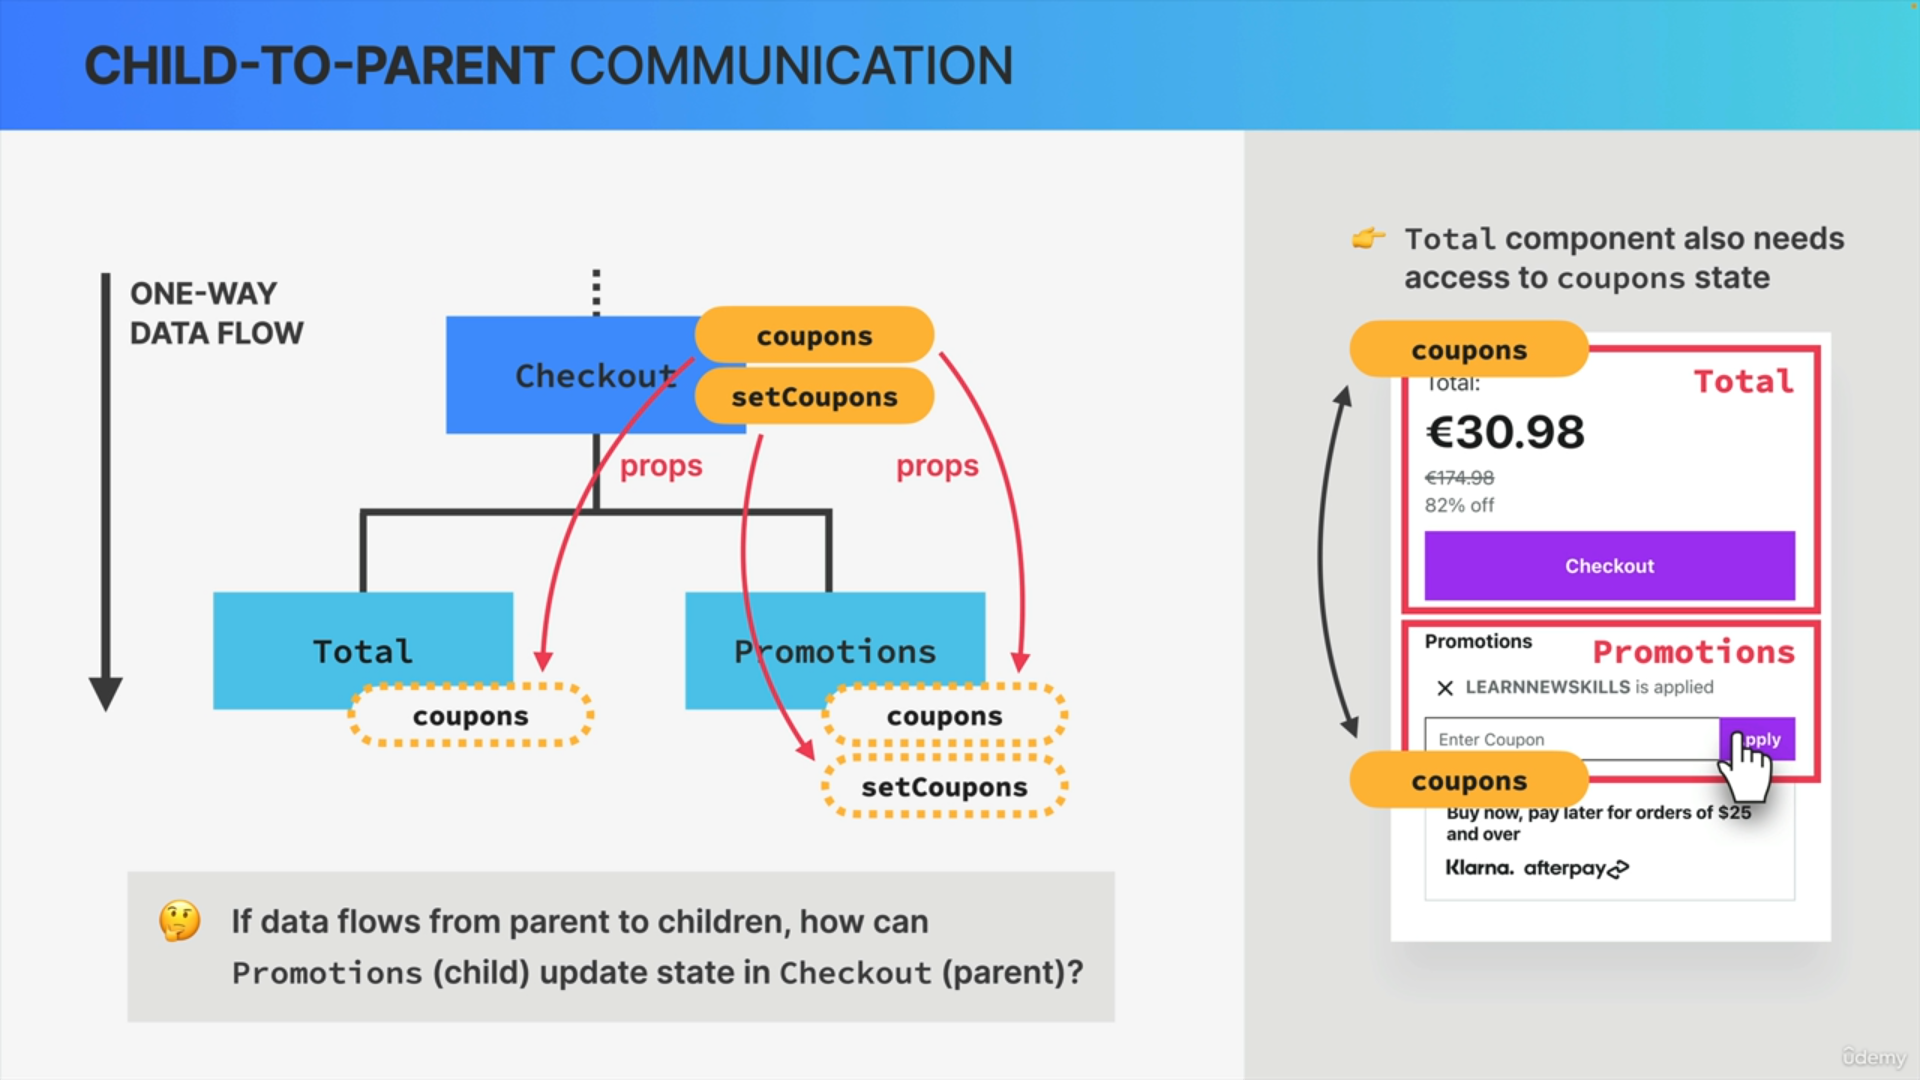 CHILD-TO-PARENT COMMUNICATION
ONE-WAY
DATA FLOW
Checkout
coupons
setCoupons
props
props
Total
Promotions
coupons
coupons
setCoupons
🤔 If data flows from parent to children, how can
Promotions (child) update state in Checkout (parent)?
👉 Total component also needs
access to coupons state
coupons
Total:
Total
€30.98
€174.98
82% off
Checkout
Promotions
Promotions
LEARNNEWSKILLS is applied
Enter Coupon
pply
coupons
Buy now, pay later for orders of $25
and over
Klarna. afterpay
ûdemy